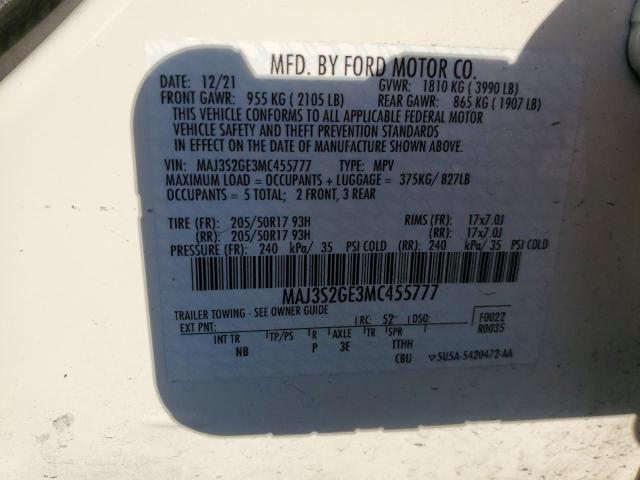 MFD. BY FORD MOTOR CO.
DATE: 12/21 GVWR: 1810 KG ( 3990 LB)
FRONT GAWR: 955 KG ( 2105 LB) REAR GAWR: 865 KG ( 1907 LB)
THIS VEHICLE CONFORMS TO ALL APPLICABLE FEDERAL MOTOR
VEHICLE SAFETY AND THEFT PREVENTION STANDARDS
IN EFFECT ON THE DATE OF MANUFACTURE SHOWN ABOVE.
VIN: MAJ3S2GE3MC455777 TYPE: MPV
MAXIMUM LOAD = OCCUPANTS + LUGGAGE = 375KG/ 827LB
OCCUPANTS = 5 TOTAL; 2 FRONT, 3 REAR
TIRE (FR): 205/50R17 93H RIMS (FR): 17x7.0J
(RR): 205/50R17 93H (RR): 17x7.0J
PRESSURE (FR): 240 kPa/ 35 PSI COLD (RR): 240 kPa/ 35 PSI COLD
MAJ3S2GE3MC455777
TRAILER TOWING - SEE OWNER GUIDE
EXT PNT: RC: 52 DSO: F0022
R0035
INT TR TP/PS R AXLE TR SPR
NB P 3E TTHH
CBU 5U5A-5420472-AA